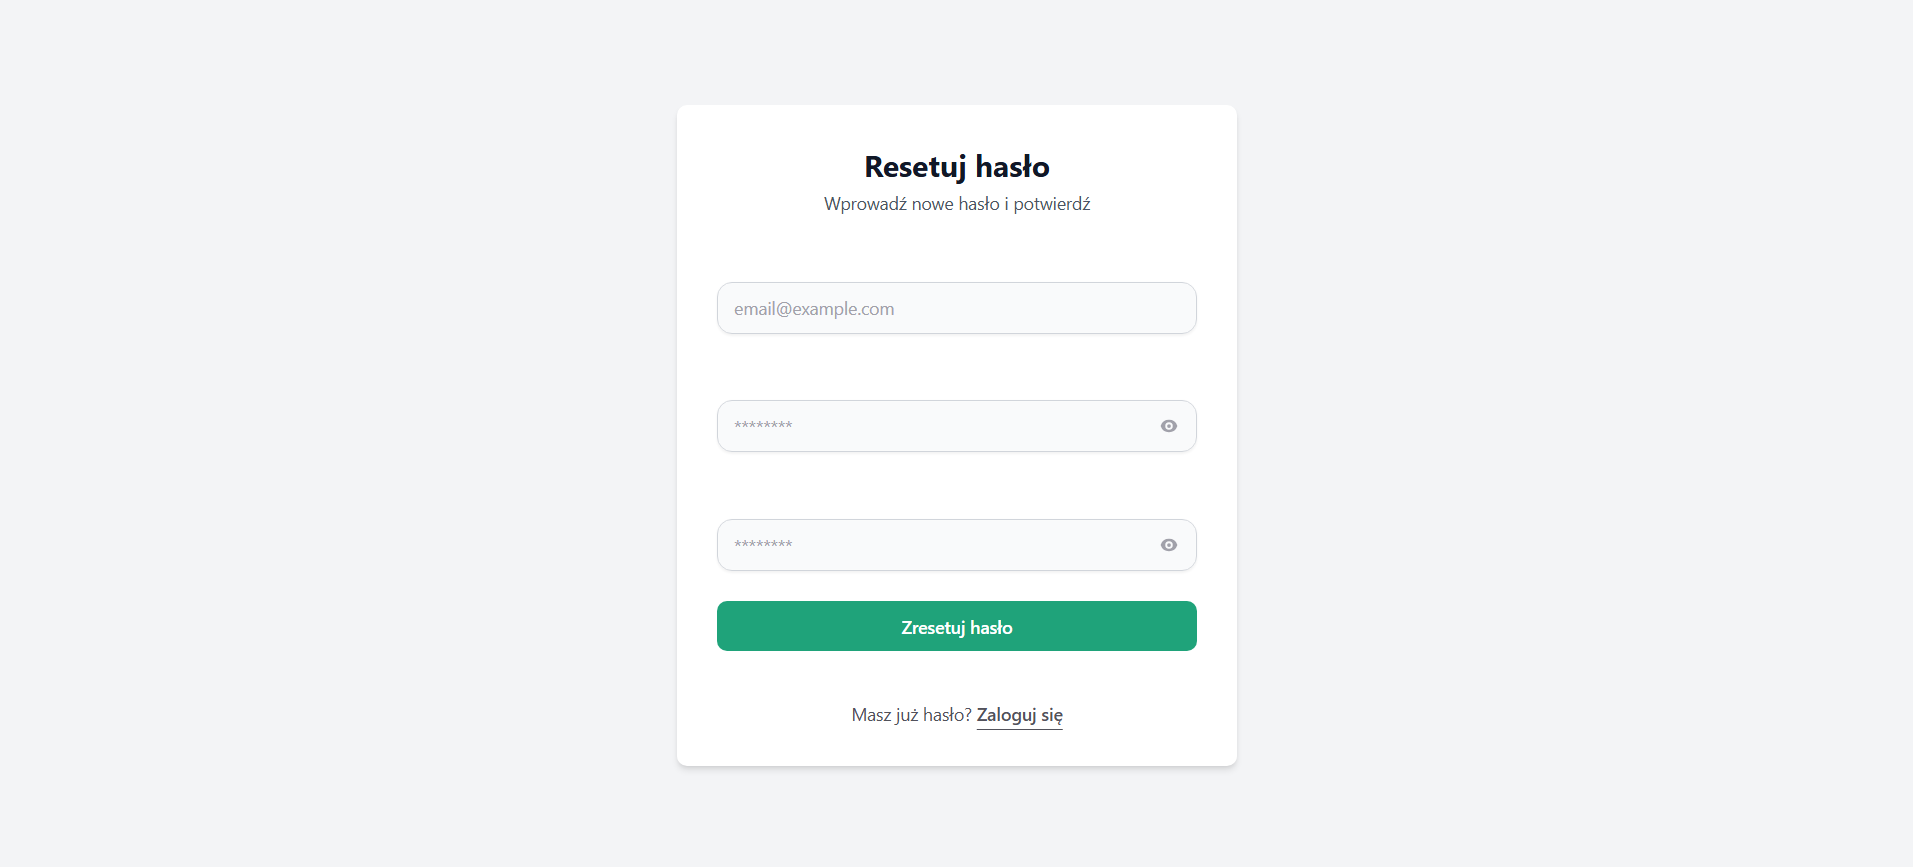 Resetuj hasło
Wprowadź nowe hasło i potwierdź
email@example.com
********
********
Zresetuj hasło
Masz już hasło? Zaloguj się